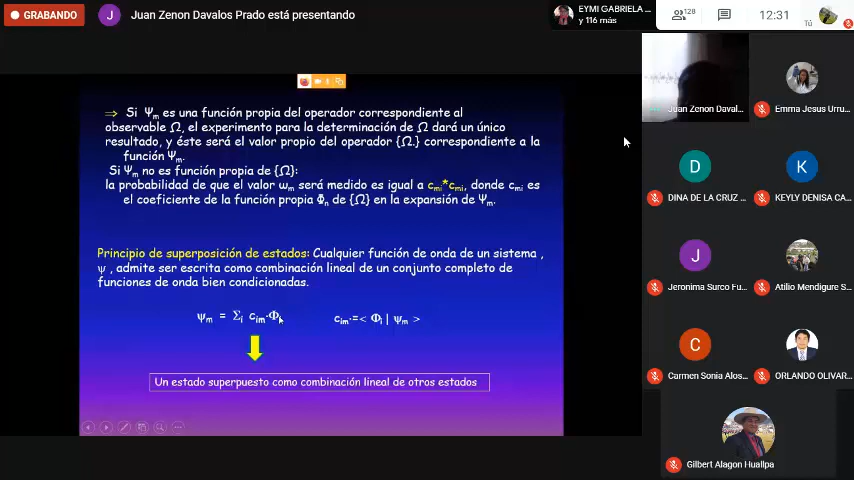 GRABANDO
J
Juan Zenon Davalos Prado está presentando
EYMI GABRIELA ...
y 116 más
128
12:31
Tú
⇒ Si Ψm es una función propia del operador correspondiente al
observable Ω, el experimento para la determinación de Ω dará un único
resultado, y éste será el valor propio del operador {Ω.} correspondiente a la
función Ψm.
Si Ψm no es función propia de {Ω}:
la probabilidad de que el valor ωm será medido es igual a cmi*cmi, donde cmi es
el coeficiente de la función propia Φn de {Ω} en la expansión de Ψm.
Principio de superposición de estados: Cualquier función de onda de un sistema ,
ψ , admite ser escrita como combinación lineal de un conjunto completo de
funciones de onda bien condicionadas.
ψm = Σi cim·Φi
cim·=< Φi | ψm >
Un estado superpuesto como combinación lineal de otros estados
Juan Zenon Daval...
Emma Jesus Urru...
D
DINA DE LA CRUZ ...
K
KEYLY DENISA CA...
J
Jeronima Surco Fu...
Atilio Mendigure S...
C
Carmen Sonia Alos...
ORLANDO OLIVAR...
Gilbert Alagon Huallpa